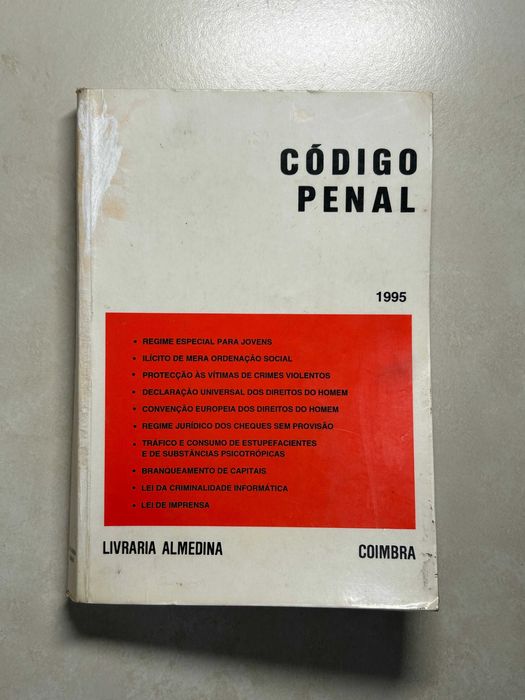 CÓDIGO
PENAL
1995
• REGIME ESPECIAL PARA JOVENS
• ILÍCITO DE MERA ORDENAÇÃO SOCIAL
• PROTECÇÃO ÀS VÍTIMAS DE CRIMES VIOLENTOS
• DECLARAÇÃO UNIVERSAL DOS DIREITOS DO HOMEM
• CONVENÇÃO EUROPEIA DOS DIREITOS DO HOMEM
• REGIME JURÍDICO DOS CHEQUES SEM PROVISÃO
• TRÁFICO E CONSUMO DE ESTUPEFACIENTES
E DE SUBSTÂNCIAS PSICOTRÓPICAS
• BRANQUEAMENTO DE CAPITAIS
• LEI DA CRIMINALIDADE INFORMÁTICA
• LEI DE IMPRENSA
LIVRARIA ALMEDINA COIMBRA